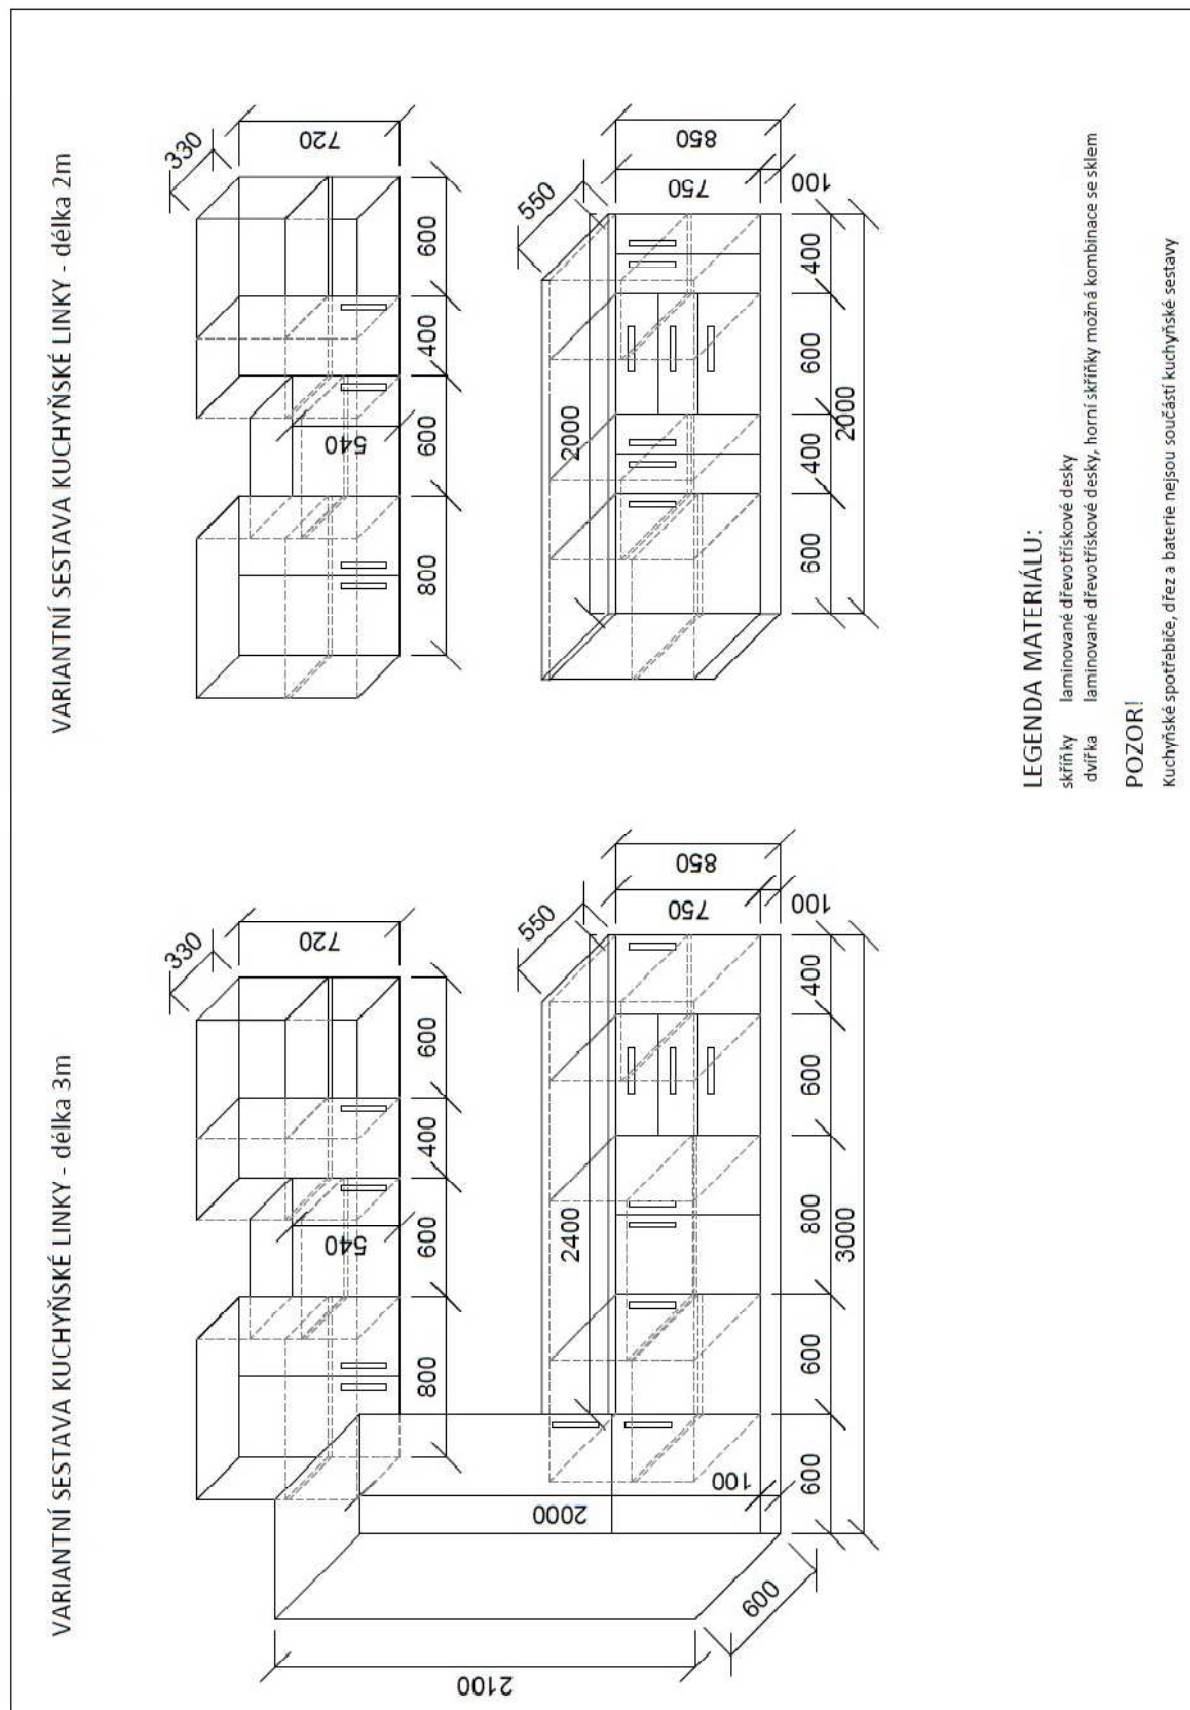 VARIANTNÍ SESTAVA KUCHYŇSKÉ LINKY - délka 3m
330
720
540
800 600 400 600
2100
2000
100
600
2400
550
850
750
100
600 600 800 600 400
3000
VARIANTNÍ SESTAVA KUCHYŇSKÉ LINKY - délka 2m
330
720
540
800 600 400 600
2000
550
850
750
100
600 400 600 400
2000
LEGENDA MATERIÁLU:
skříňky laminované dřevotřískové desky
dvířka laminované dřevotřískové desky, horní skříňky možná kombinace se sklem
POZOR!
Kuchyňské spotřebiče, dřez a baterie nejsou součástí kuchyňské sestavy